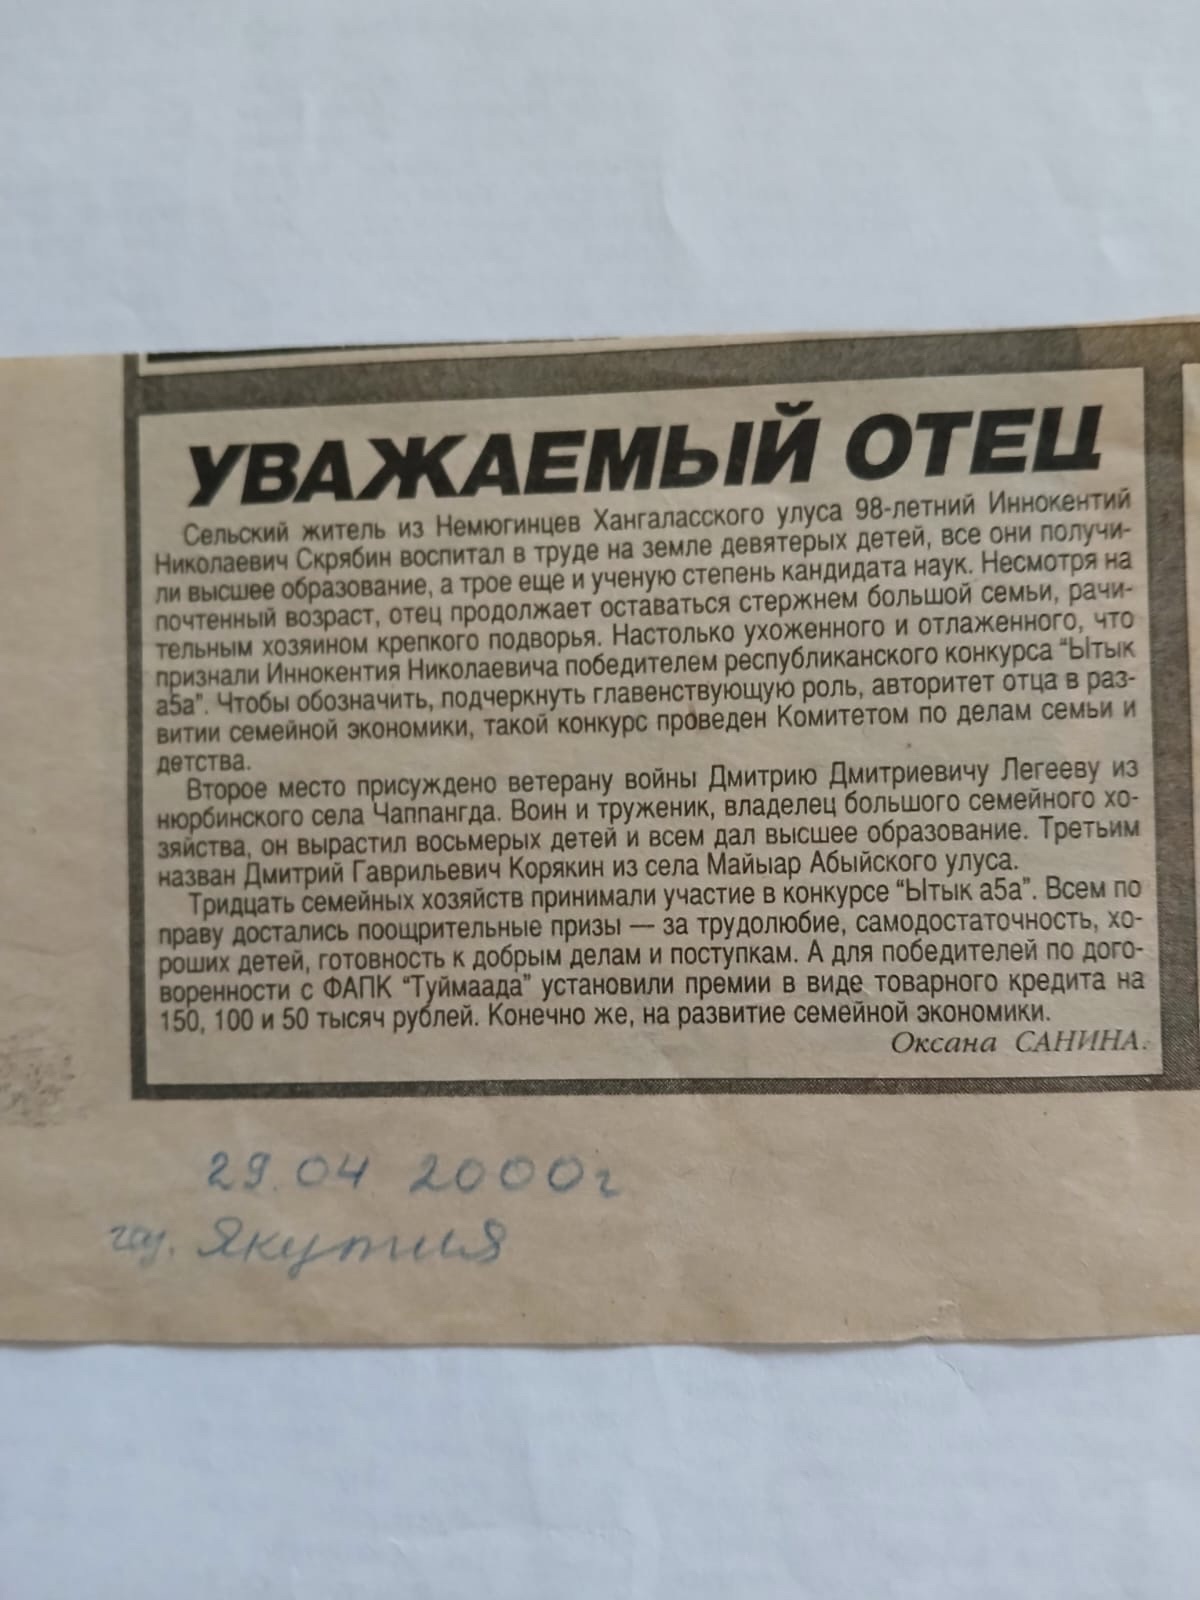 УВАЖАЕМЫЙ ОТЕЦ
Сельский житель из Немюгинцев Хангаласского улуса 98-летний Иннокентий
Николаевич Скрябин воспитал в труде на земле девятерых детей, все они получи-
ли высшее образование, а трое еще и ученую степень кандидата наук. Несмотря на
почтенный возраст, отец продолжает оставаться стержнем большой семьи, рачи-
тельным хозяином крепкого подворья. Настолько ухоженного и отлаженного, что
признали Иннокентия Николаевича победителем республиканского конкурса "Ытык
а5а". Чтобы обозначить, подчеркнуть главенствующую роль, авторитет отца в раз-
витии семейной экономики, такой конкурс проведен Комитетом по делам семьи и
детства.
Второе место присуждено ветерану войны Дмитрию Дмитриевичу Легееву из
нюрбинского села Чаппангда. Воин и труженик, владелец большого семейного хо-
зяйства, он вырастил восьмерых детей и всем дал высшее образование. Третьим
назван Дмитрий Гаврильевич Корякин из села Майыар Абыйского улуса.
Тридцать семейных хозяйств принимали участие в конкурсе "Ытык а5а". Всем по
праву достались поощрительные призы — за трудолюбие, самодостаточность, хо-
роших детей, готовность к добрым делам и поступкам. А для победителей по дого-
воренности с ФАПК "Туймаада" установили премии в виде товарного кредита на
150, 100 и 50 тысяч рублей. Конечно же, на развитие семейной экономики.
Оксана САНИНА.
29.04 2000г
газ. Якутия